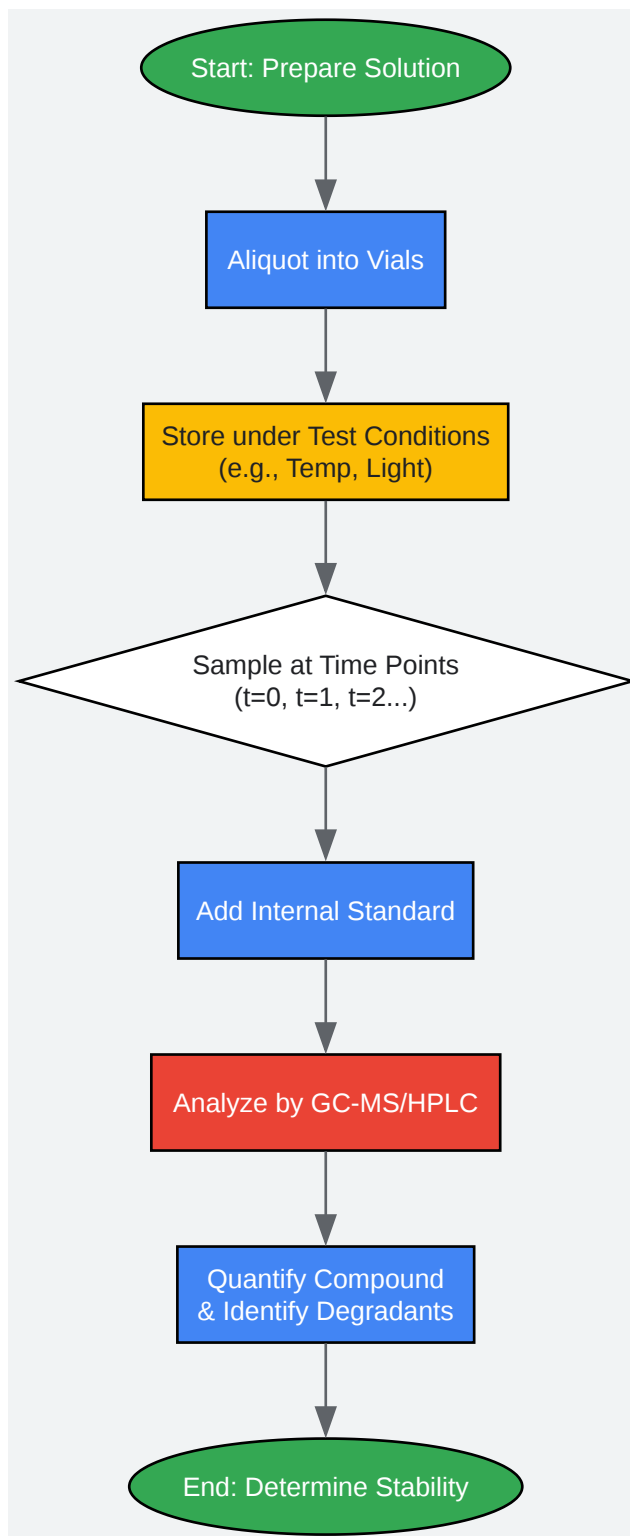 Start: Prepare Solution
Aliquot into Vials
Store under Test Conditions
(e.g., Temp, Light)
Sample at Time Points
(t=0, t=1, t=2...)
Add Internal Standard
Analyze by GC-MS/HPLC
Quantify Compound
& Identify Degradants
End: Determine Stability